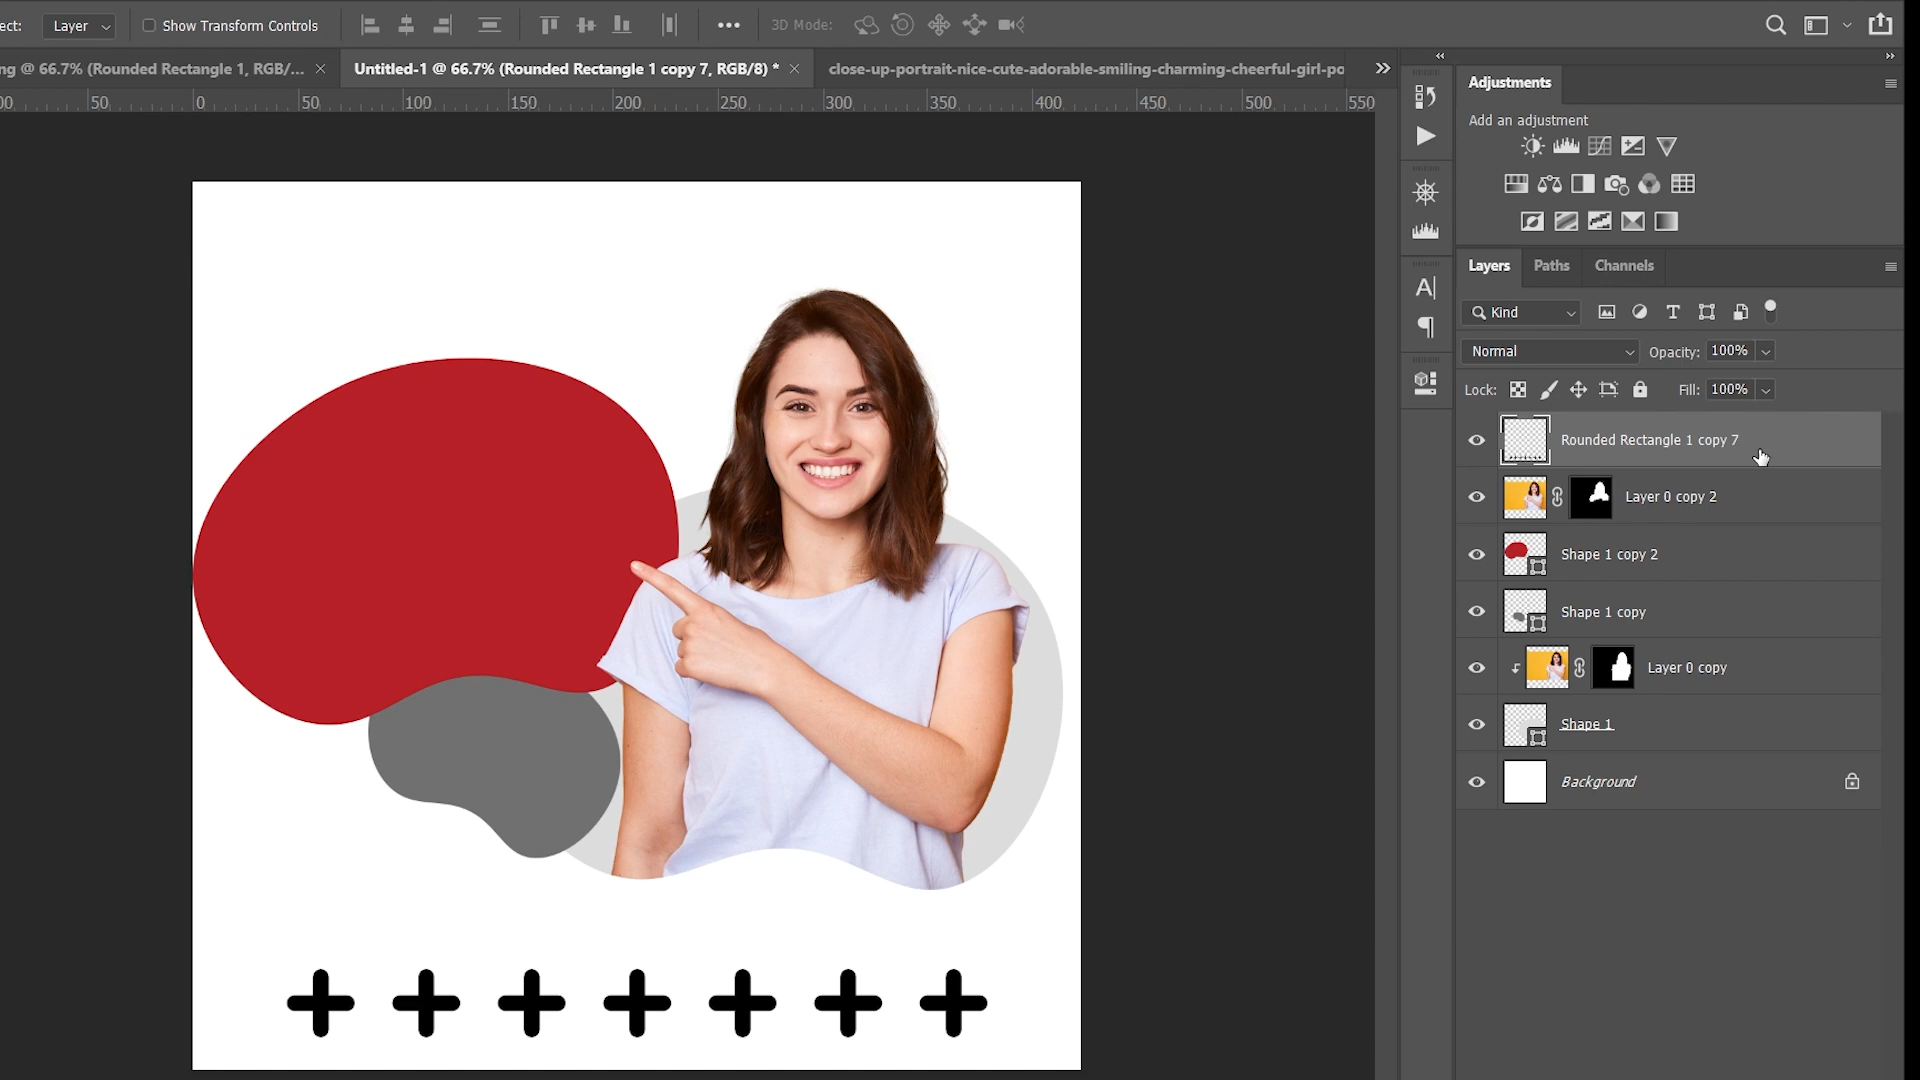 ect: Layer Show Transform Controls 3D Mode:
ng @ 66.7% (Rounded Rectangle 1, RGB/... × Untitled-1 @ 66.7% (Rounded Rectangle 1 copy 7, RGB/8) * × close-up-portrait-nice-cute-adorable-smiling-charming-cheerful-girl-po
00 50 0 50 100 150 200 250 300 350 400 450 500 550
Adjustments
Add an adjustment
Layers Paths Channels
Kind
Normal Opacity: 100%
Lock: Fill: 100%
Rounded Rectangle 1 copy 7
Layer 0 copy 2
Shape 1 copy 2
Shape 1 copy
Layer 0 copy
Shape 1
Background